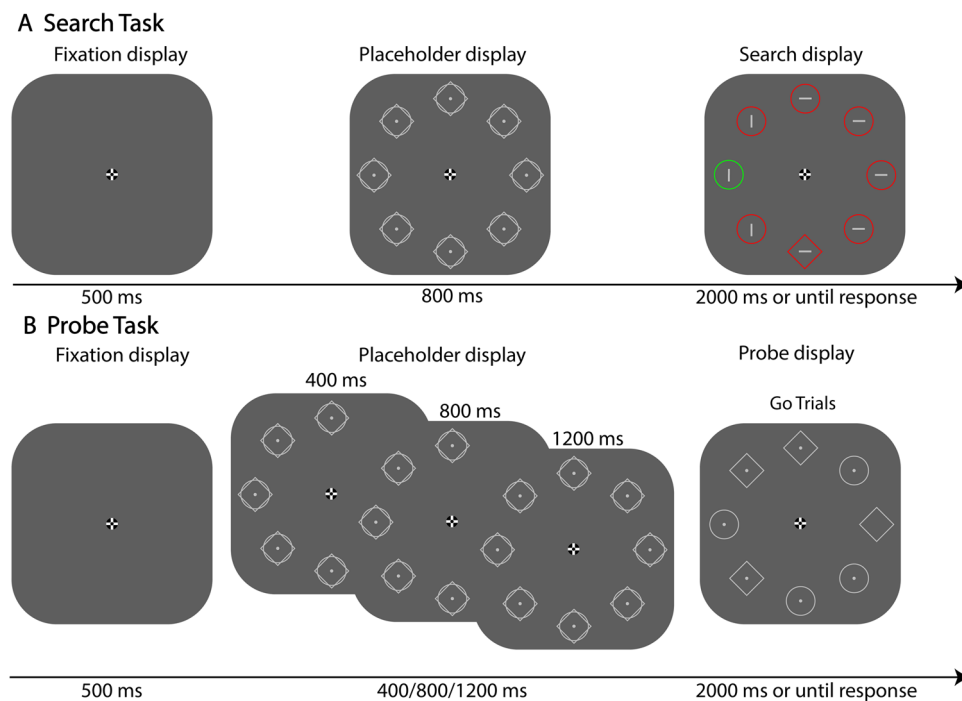 A Search Task
Fixation display
Placeholder display
Search display
500 ms
800 ms
2000 ms or until response
B Probe Task
Fixation display
Placeholder display
Probe display
400 ms
800 ms
1200 ms
Go Trials
500 ms
400/800/1200 ms
2000 ms or until response